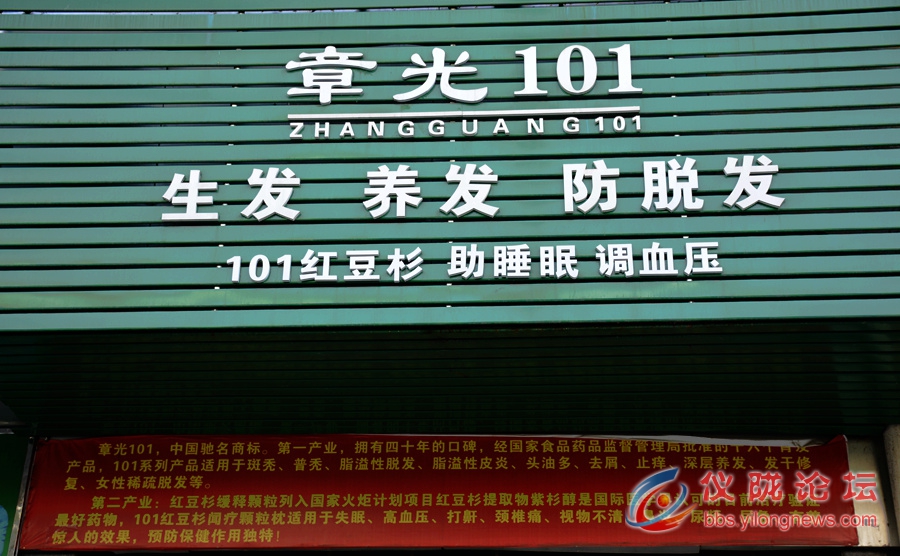 章光101
ZHANGGUANG101
生发 养发 防脱发
101红豆杉 助睡眠 调血压
章光101，中国驰名商标。第一产业，拥有四十年的口碑，经国家食品药品监督管理局批准的十六个育发
产品，101系列产品适用于斑秃、普秃、脂溢性脱发、脂溢性皮炎、头油多、去屑、止痒、深层养发、发干修
复、女性稀疏脱发等。
第二产业：红豆杉缓释颗粒列入国家火炬计划项目红豆杉提取物紫杉醇是国际
最好药物，101红豆杉闻疗颗粒枕适用于失眠、高血压、打鼾、颈椎痛、视物不清
惊人的效果，预防保健作用独特！
仪陇论坛
bbs.yilongnews.com